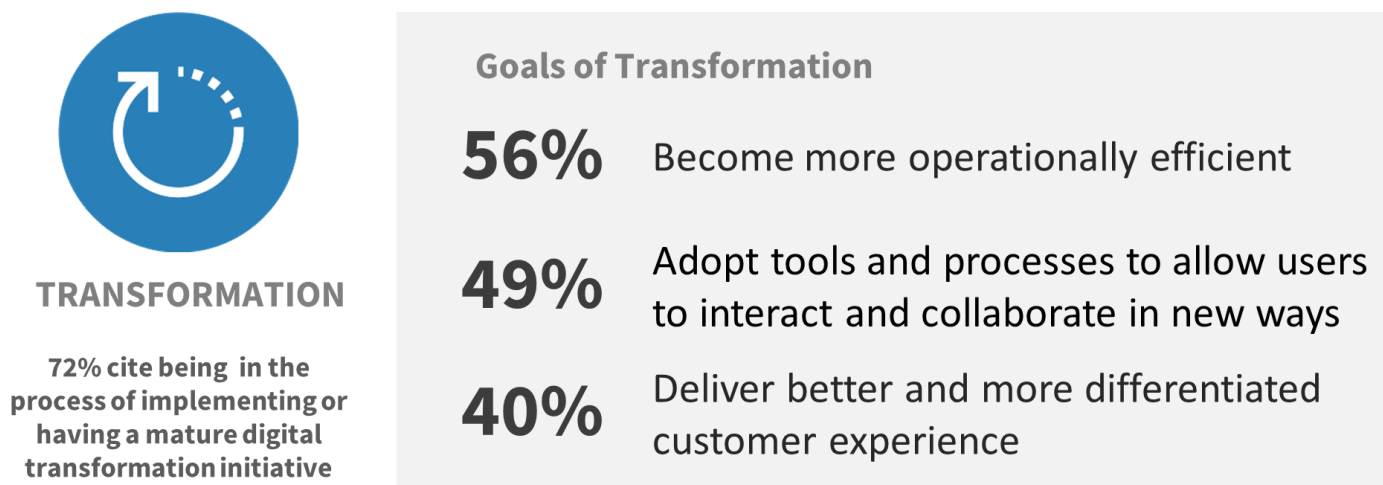 TRANSFORMATION
72% cite being in the
process of implementing or
having a mature digital
transformation initiative
Goals of Transformation
56% Become more operationally efficient
49% Adopt tools and processes to allow users
to interact and collaborate in new ways
40% Deliver better and more differentiated
customer experience